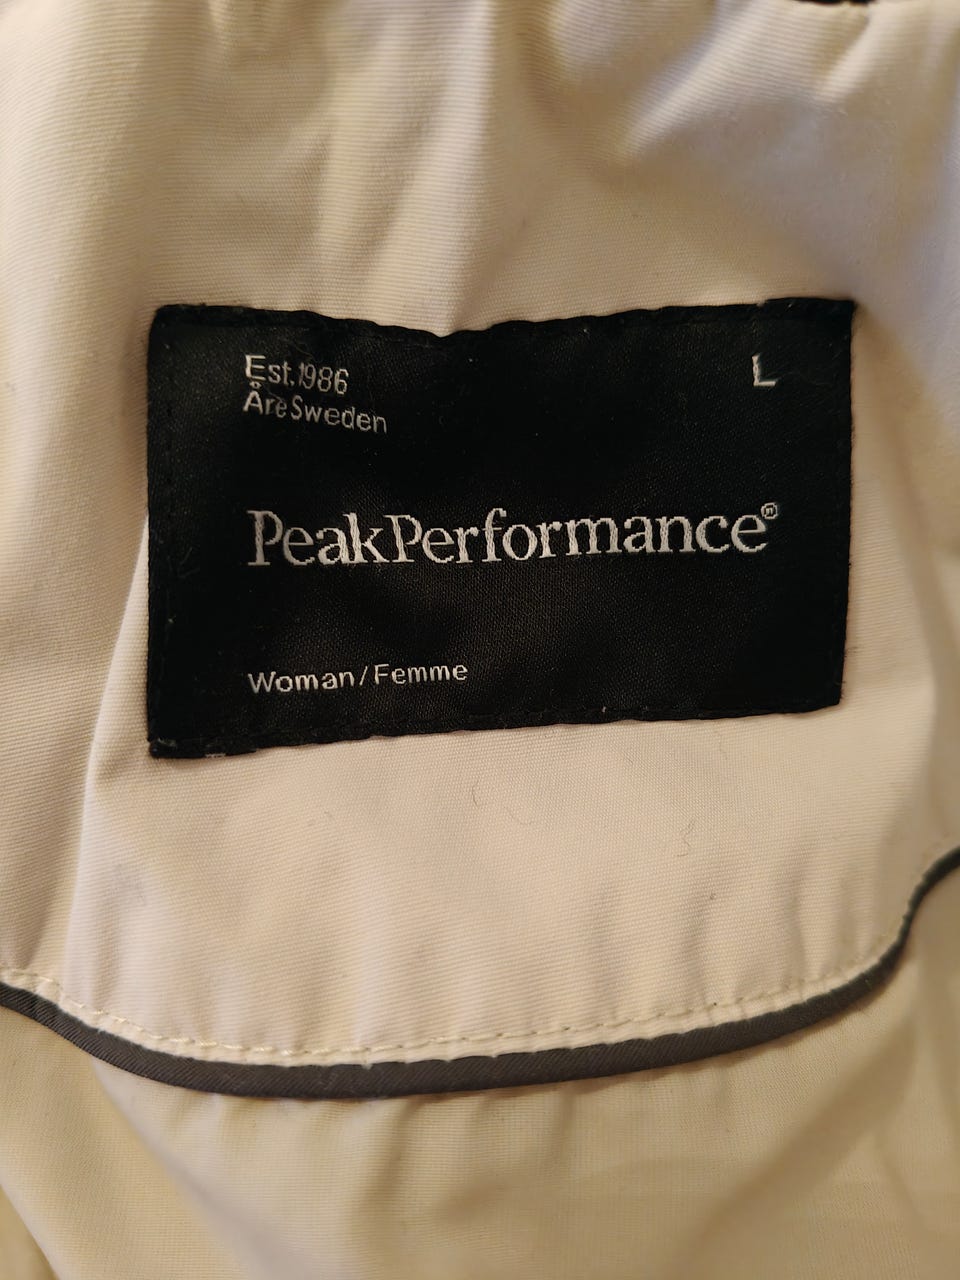 Est.1986
Åre Sweden
L
PeakPerformance®
Woman/Femme